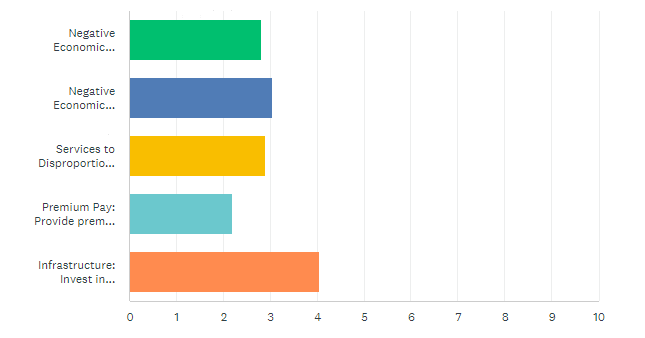 Negative
Economic...
Negative
Economic...
Services to
Disproportio...
Premium Pay:
Provide prem...
Infrastructure:
Invest in...
0 1 2 3 4 5 6 7 8 9 10